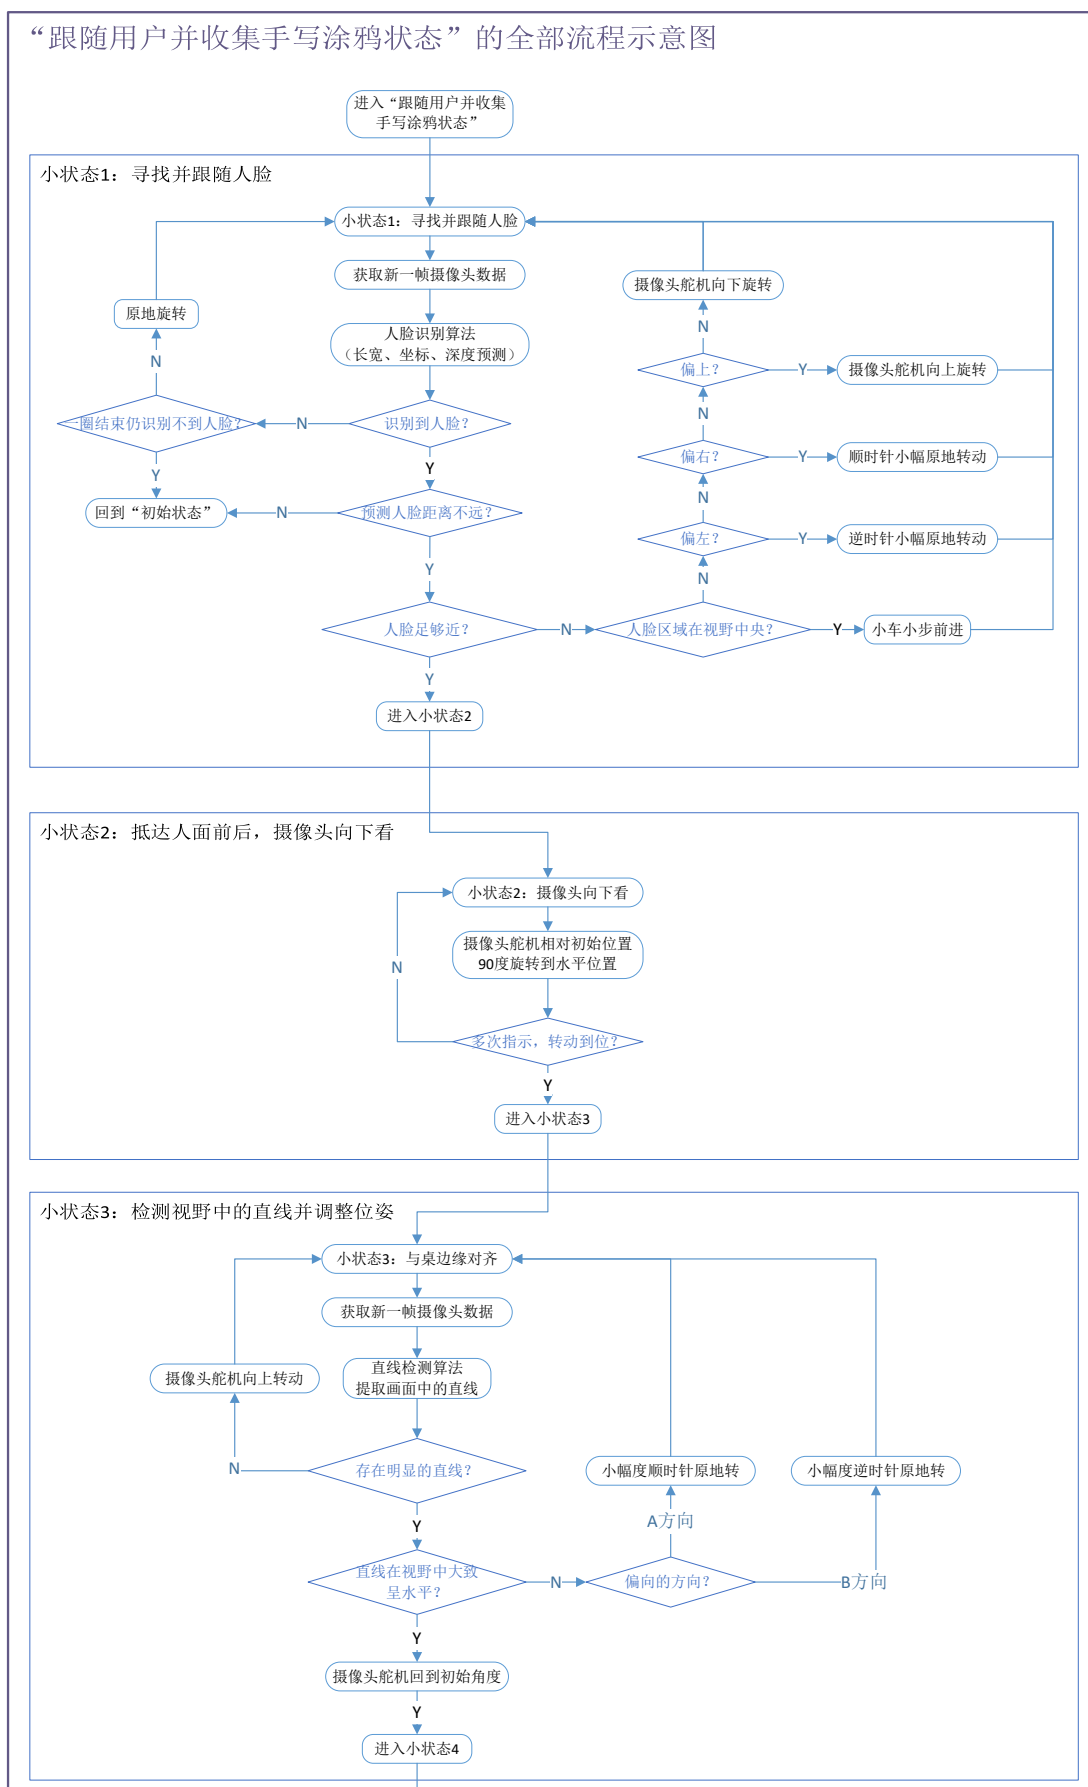 “跟随用户并收集手写涂鸦状态”的全部流程示意图
进入“跟随用户并收集
手写涂鸦状态”
小状态1：寻找并跟随人脸
小状态1：寻找并跟随人脸
获取新一帧摄像头数据
摄像头舵机向下旋转
原地旋转
人脸识别算法
（长宽、坐标、深度预测）
N
N
偏上？
Y
摄像头舵机向上旋转
一圈结束仍识别不到人脸？
N
识别到人脸？
N
Y
Y
偏右？
Y
顺时针小幅原地转动
回到“初始状态”
N
预测人脸距离不远？
N
偏左？
Y
逆时针小幅原地转动
Y
N
人脸足够近？
N
人脸区域在视野中央？
Y
小车小步前进
Y
进入小状态2
小状态2：抵达人面前后，摄像头向下看
小状态2：摄像头向下看
摄像头舵机相对初始位置
90度旋转到水平位置
N
多次指示，转动到位？
Y
进入小状态3
小状态3：检测视野中的直线并调整位姿
小状态3：与桌边缘对齐
获取新一帧摄像头数据
摄像头舵机向上转动
直线检测算法
提取画面中的直线
N
存在明显的直线？
小幅度顺时针原地转
小幅度逆时针原地转
Y
A方向
直线在视野中大致
呈水平？
N
偏向的方向？
B方向
Y
摄像头舵机回到初始角度
Y
进入小状态4